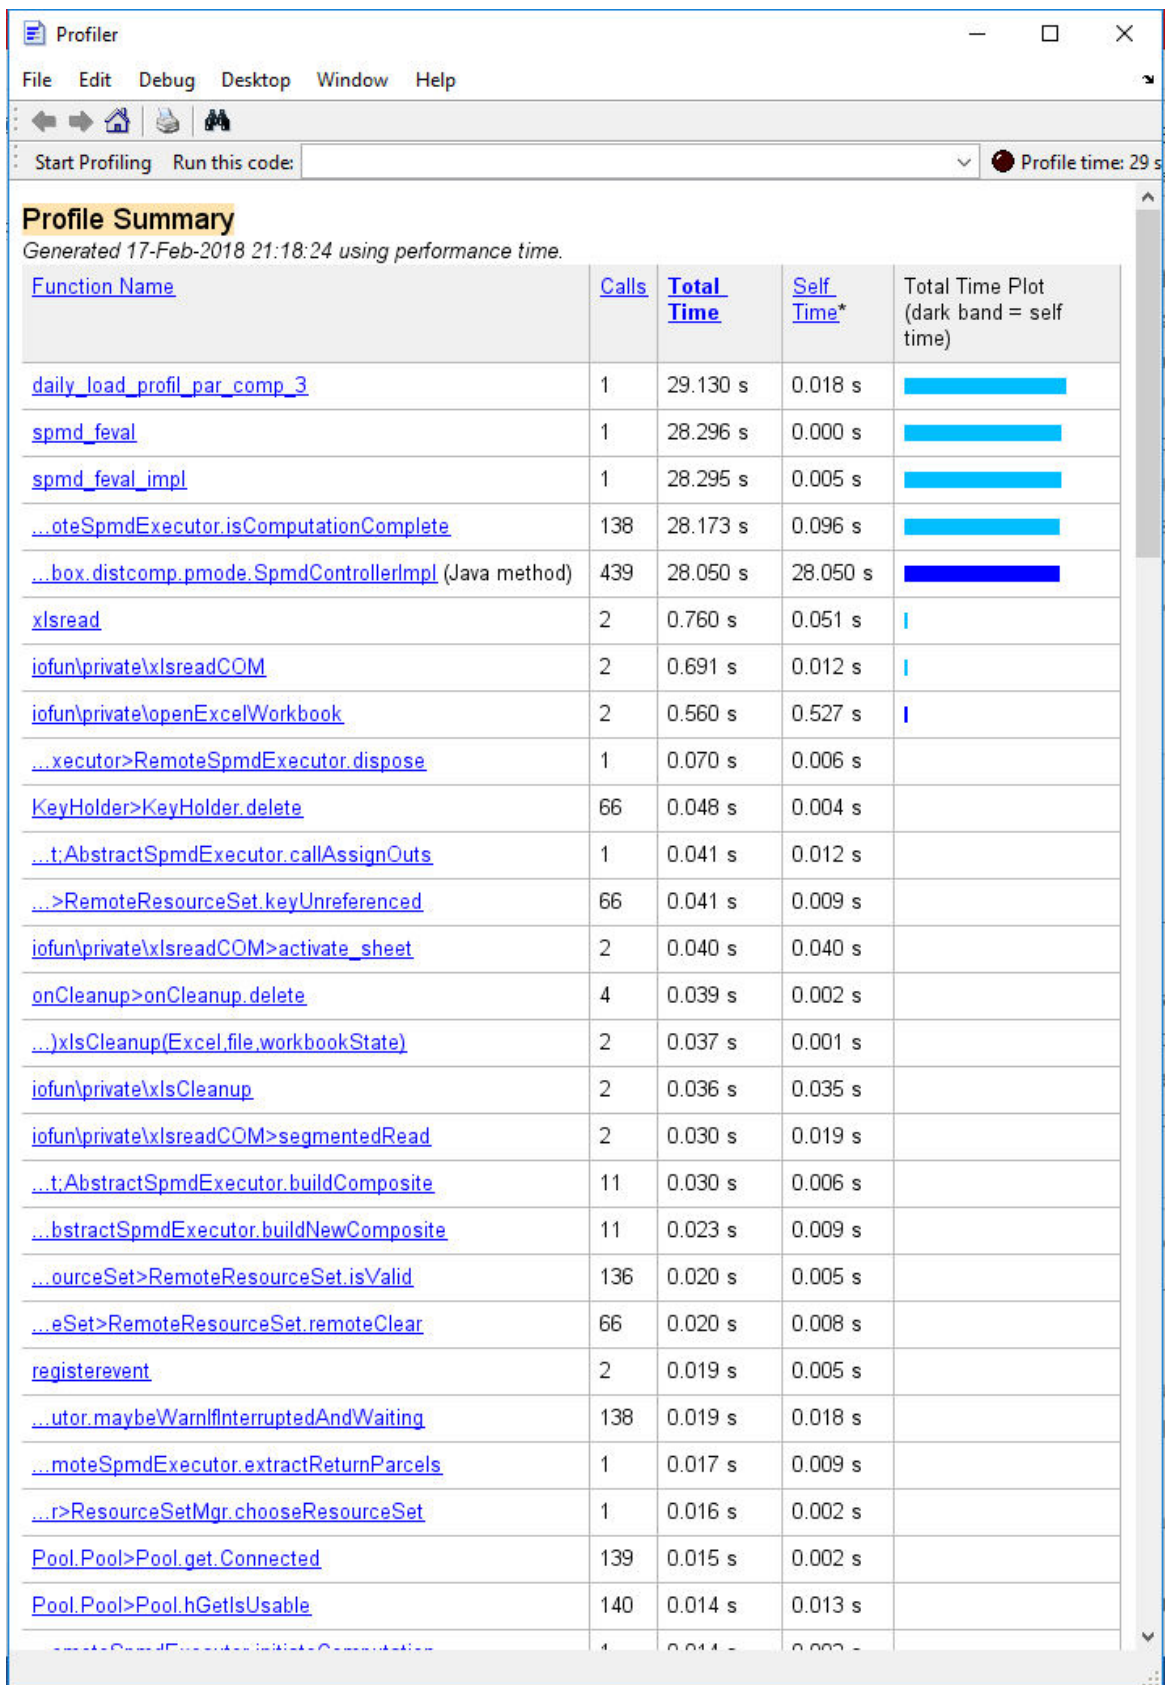 Profiler
File Edit Debug Desktop Window Help
Start Profiling Run this code: Profile time: 29 s
Profile Summary
Generated 17-Feb-2018 21:18:24 using performance time.
Function Name Calls Total Time Self Time* Total Time Plot (dark band = self time)
daily_load_profil_par_comp_3 1 29.130 s 0.018 s
spmd_feval 1 28.296 s 0.000 s
spmd_feval_impl 1 28.295 s 0.005 s
...oteSpmdExecutor.isComputationComplete 138 28.173 s 0.096 s
...box.distcomp.pmode.SpmdControllerImpl (Java method) 439 28.050 s 28.050 s
xlsread 2 0.760 s 0.051 s
iofun\private\xlsreadCOM 2 0.691 s 0.012 s
iofun\private\openExcelWorkbook 2 0.560 s 0.527 s
...xecutor>RemoteSpmdExecutor.dispose 1 0.070 s 0.006 s
KeyHolder>KeyHolder.delete 66 0.048 s 0.004 s
...t;AbstractSpmdExecutor.callAssignOuts 1 0.041 s 0.012 s
...>RemoteResourceSet.keyUnreferenced 66 0.041 s 0.009 s
iofun\private\xlsreadCOM>activate_sheet 2 0.040 s 0.040 s
onCleanup>onCleanup.delete 4 0.039 s 0.002 s
...)xlsCleanup(Excel,file,workbookState) 2 0.037 s 0.001 s
iofun\private\xlsCleanup 2 0.036 s 0.035 s
iofun\private\xlsreadCOM>segmentedRead 2 0.030 s 0.019 s
...t;AbstractSpmdExecutor.buildComposite 11 0.030 s 0.006 s
...bstractSpmdExecutor.buildNewComposite 11 0.023 s 0.009 s
...ourceSet>RemoteResourceSet.isValid 136 0.020 s 0.005 s
...eSet>RemoteResourceSet.remoteClear 66 0.020 s 0.008 s
registerevent 2 0.019 s 0.005 s
...utor.maybeWarnIfInterruptedAndWaiting 138 0.019 s 0.018 s
...moteSpmdExecutor.extractReturnParcels 1 0.017 s 0.009 s
...r>ResourceSetMgr.chooseResourceSet 1 0.016 s 0.002 s
Pool.Pool>Pool.get.Connected 139 0.015 s 0.002 s
Pool.Pool>Pool.hGetIsUsable 140 0.014 s 0.013 s